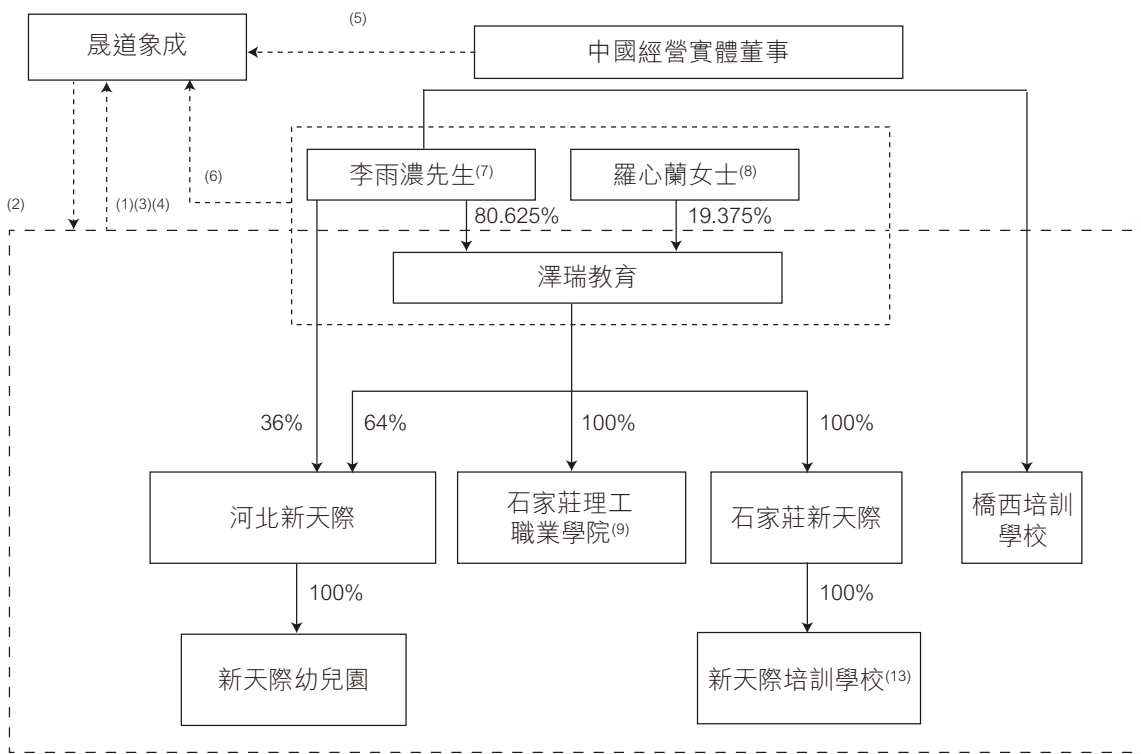 (5)
晟道象成
中國經營實體董事
李雨濃先生(7)
羅心蘭女士(8)
(6)
(2)
(1)(3)(4)
80.625%
19.375%
澤瑞教育
36%
64%
100%
100%
河北新天際
石家莊理工
職業學院(9)
石家莊新天際
橋西培訓
學校
100%
100%
新天際幼兒園
新天際培訓學校(13)